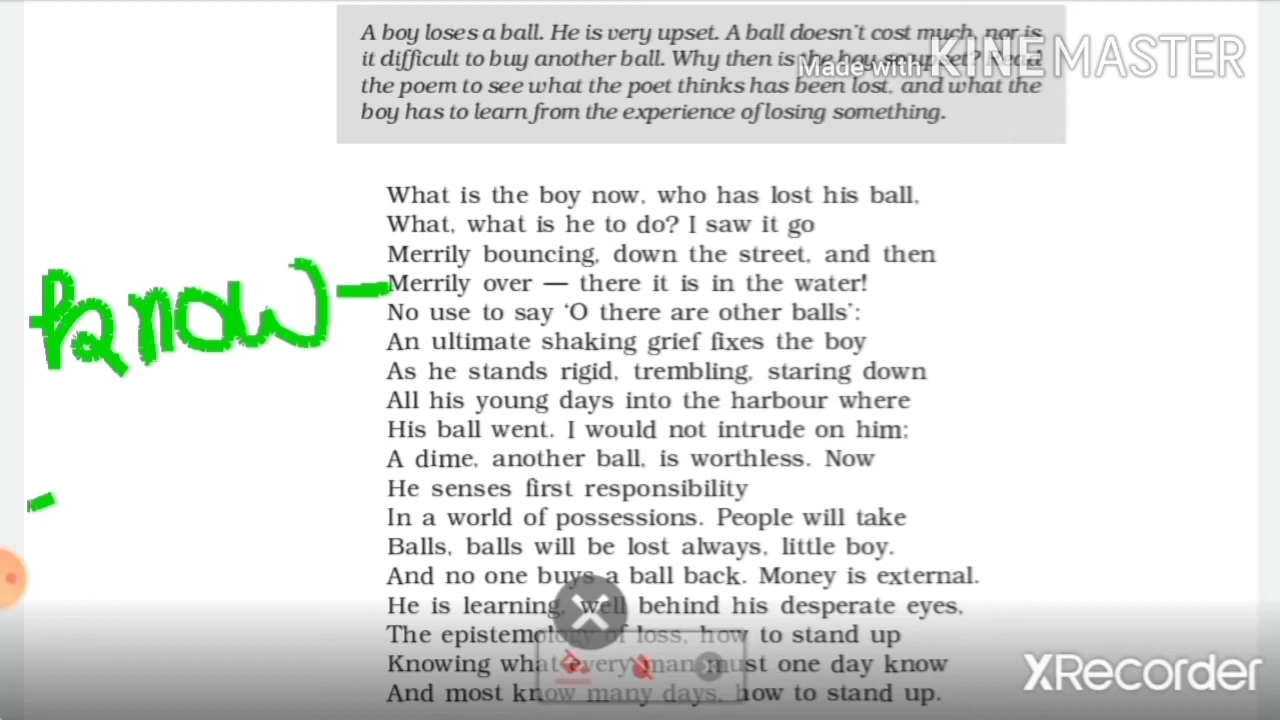 A boy loses a ball. He is very upset. A ball doesn't cost much, nor is
it difficult to buy another ball. Why then is the boy so upset? Read
the poem to see what the poet thinks has been lost, and what the
boy has to learn from the experience of losing something.
Made with KINEMASTER
What is the boy now, who has lost his ball,
What, what is he to do? I saw it go
Merrily bouncing, down the street, and then
know - Merrily over — there it is in the water!
No use to say ‘O there are other balls’:
An ultimate shaking grief fixes the boy
As he stands rigid, trembling, staring down
All his young days into the harbour where
His ball went. I would not intrude on him;
A dime, another ball, is worthless. Now
He senses first responsibility
In a world of possessions. People will take
Balls, balls will be lost always, little boy.
And no one buys a ball back. Money is external.
He is learning, well behind his desperate eyes,
The epistemology of loss, how to stand up
Knowing what every man must one day know
And most know many days, how to stand up.
XRecorder